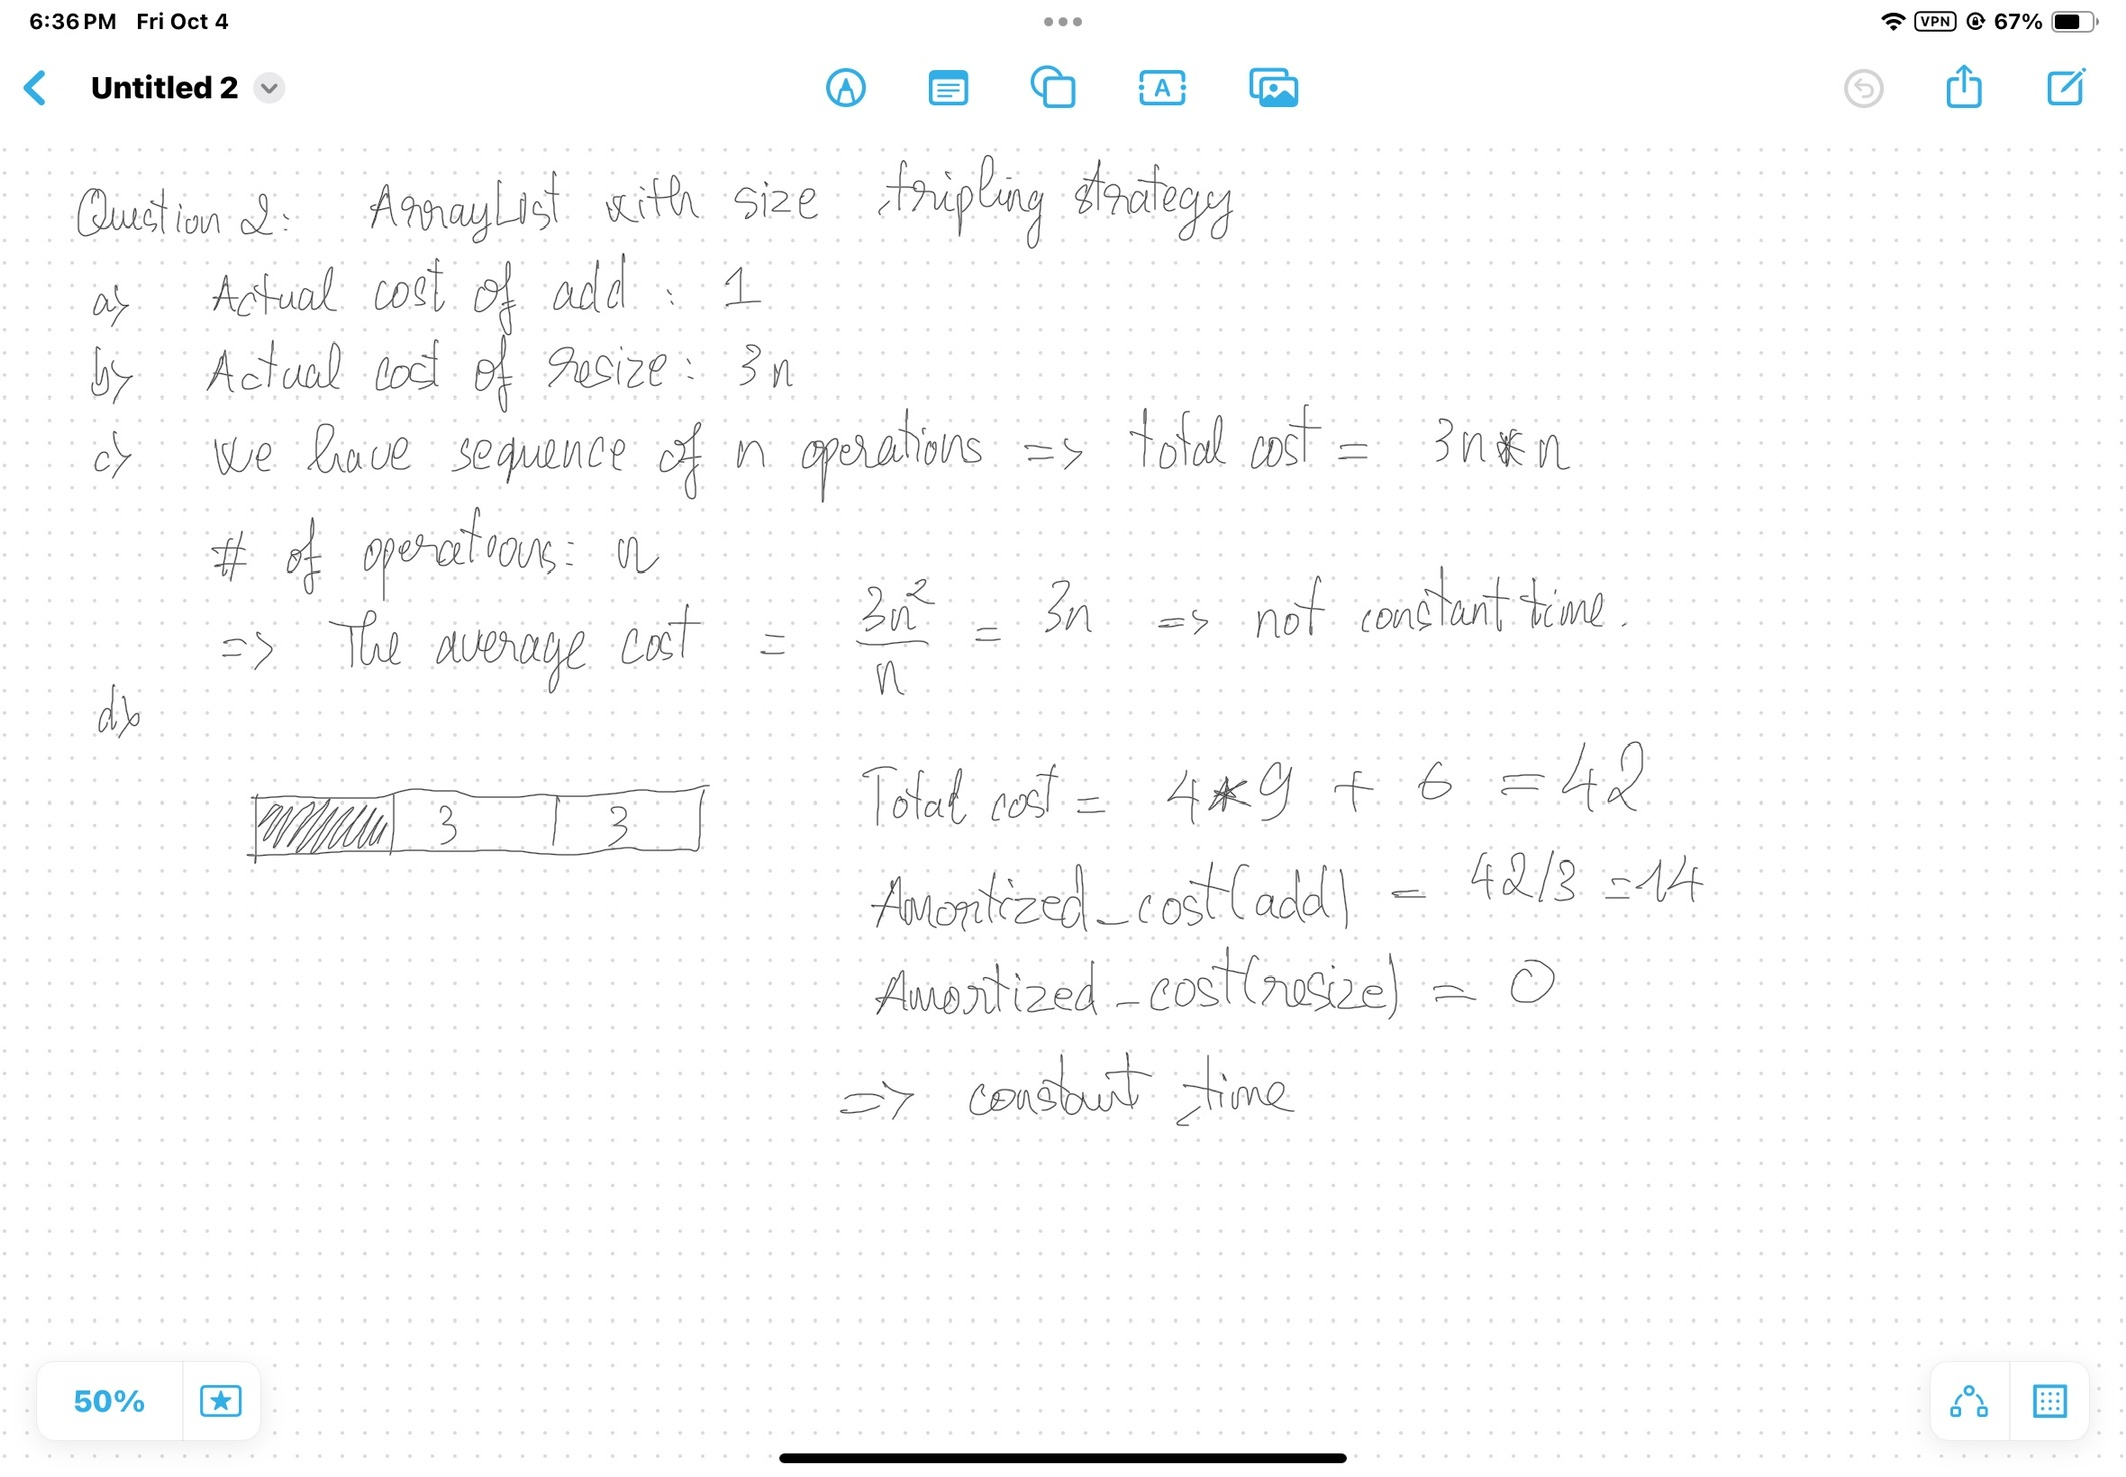 6:36 PM Fri Oct 4
VPN 67%
Untitled 2
A
Question 2: ArrayList with size tripling strategy
a) Actual cost of add : 1
b) Actual cost of resize : 3n
c) We have sequence of n operations => total cost = 3n*n
# of operations : n
=> The average cost = 3n²/n = 3n => not constant time.
d)
3 3
Total cost = 4*9 + 6 = 42
Amortized_cost(add) = 42/3 = 14
Amortized_cost(resize) = 0
=> constant time
50%